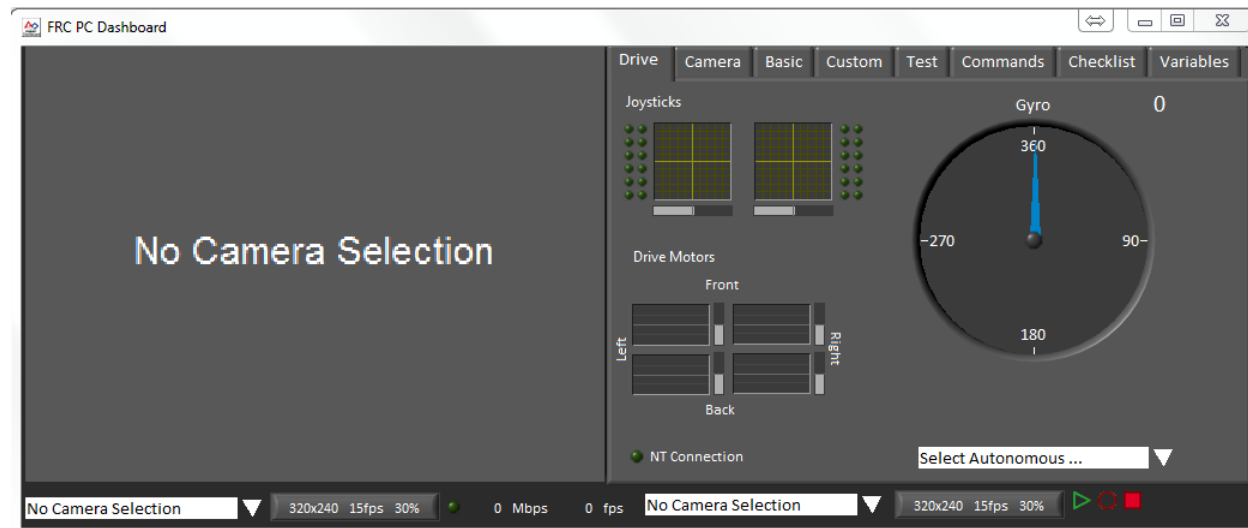 FRC PC Dashboard
No Camera Selection
Drive Camera Basic Custom Test Commands Checklist Variables
Joysticks
Gyro 0
360
-270 90-
180
Drive Motors
Front
Left
Right
Back
NT Connection
Select Autonomous ...
No Camera Selection 320x240 15fps 30% 0 Mbps 0 fps No Camera Selection 320x240 15fps 30%